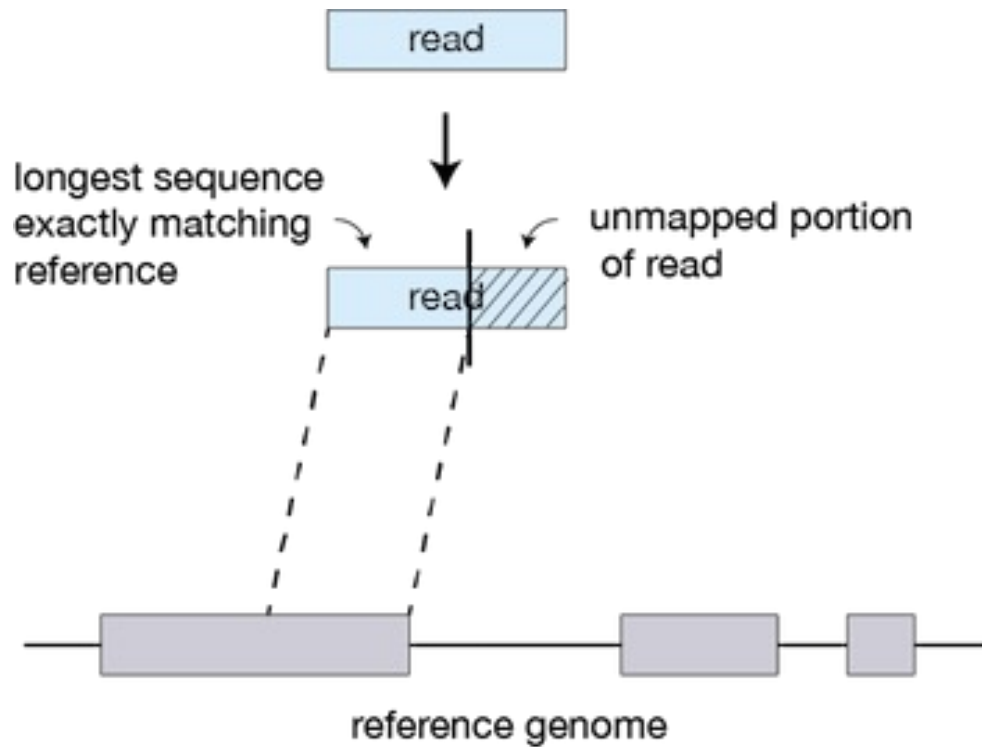 read
longest sequence
exactly matching
reference
unmapped portion
of read
read
reference genome